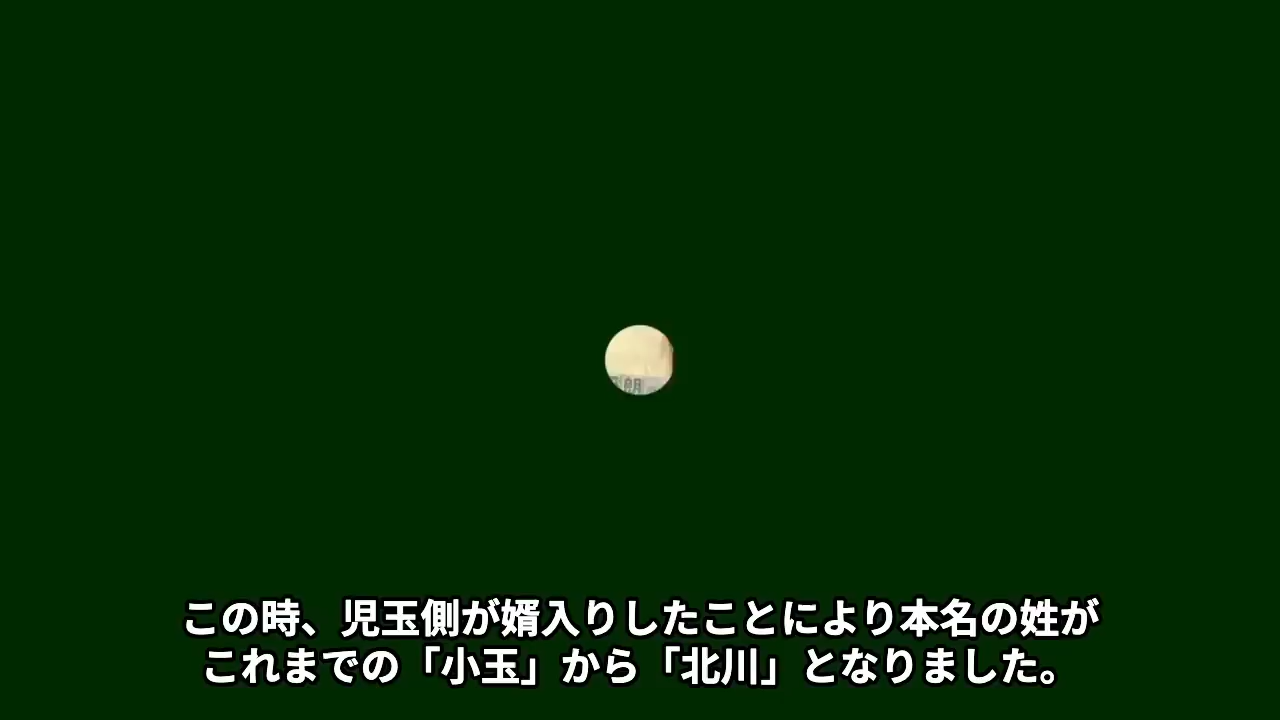 朗
この時、児玉側が婿入りしたことにより本名の姓が
これまでの「小玉」から「北川」となりました。